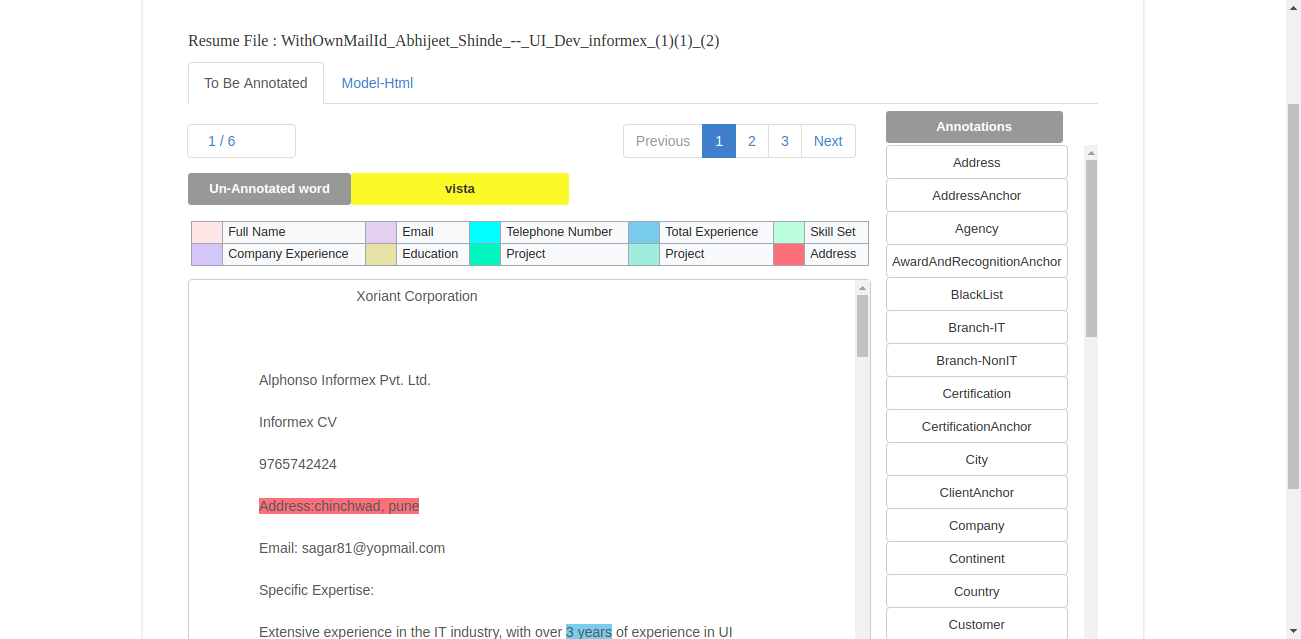 Resume File : WithOwnMailId_Abhijeet_Shinde_--_UI_Dev_informex_(1)(1)_(2)
To Be Annotated Model-Html
1 / 6 Previous 1 2 3 Next
Un-Annotated word vista
Full Name Email Telephone Number Total Experience Skill Set
Company Experience Education Project Project Address
Xoriant Corporation
Alphonso Informex Pvt. Ltd.
Informex CV
9765742424
Address:chinchwad, pune
Email: sagar81@yopmail.com
Specific Expertise:
Extensive experience in the IT industry, with over 3 years of experience in UI
Annotations
Address
AddressAnchor
Agency
AwardAndRecognitionAnchor
BlackList
Branch-IT
Branch-NonIT
Certification
CertificationAnchor
City
ClientAnchor
Company
Continent
Country
Customer